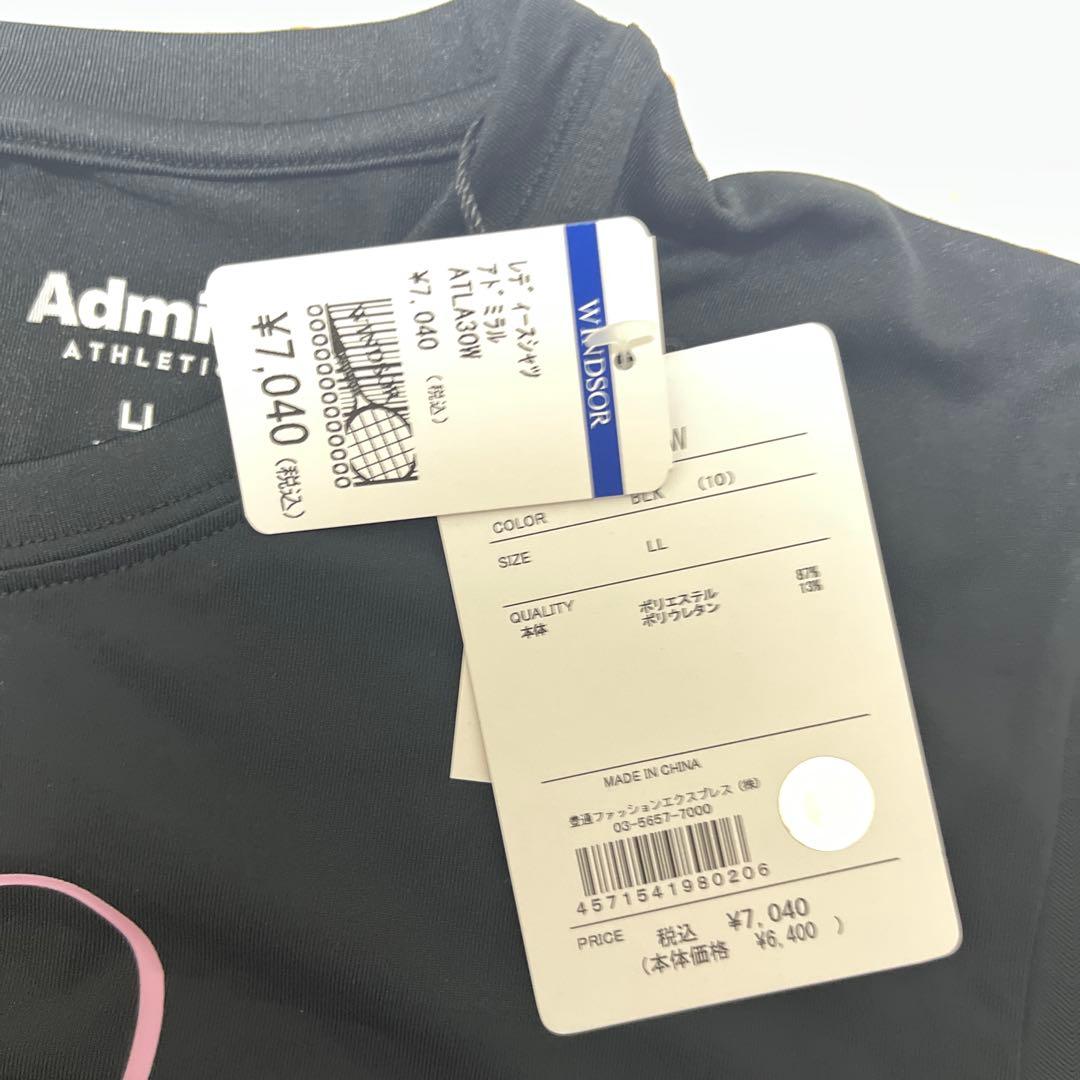 Admi
ATHLETI
LL
WINDSOR
レディースシャツ
アドミラル
ATLA30W
¥7,040 (税込)
WINDSOR
0000000000000
¥7,040 (税込)
W
COLOR BLK (10)
SIZE LL
QUALITY ポリエステル 87%
本体 ポリウレタン 13%
MADE IN CHINA
豊通ファッションエクスプレス(株)
03-5657-7000
4571541980206
PRICE 税込 ¥7,040
(本体価格 ¥6,400 )